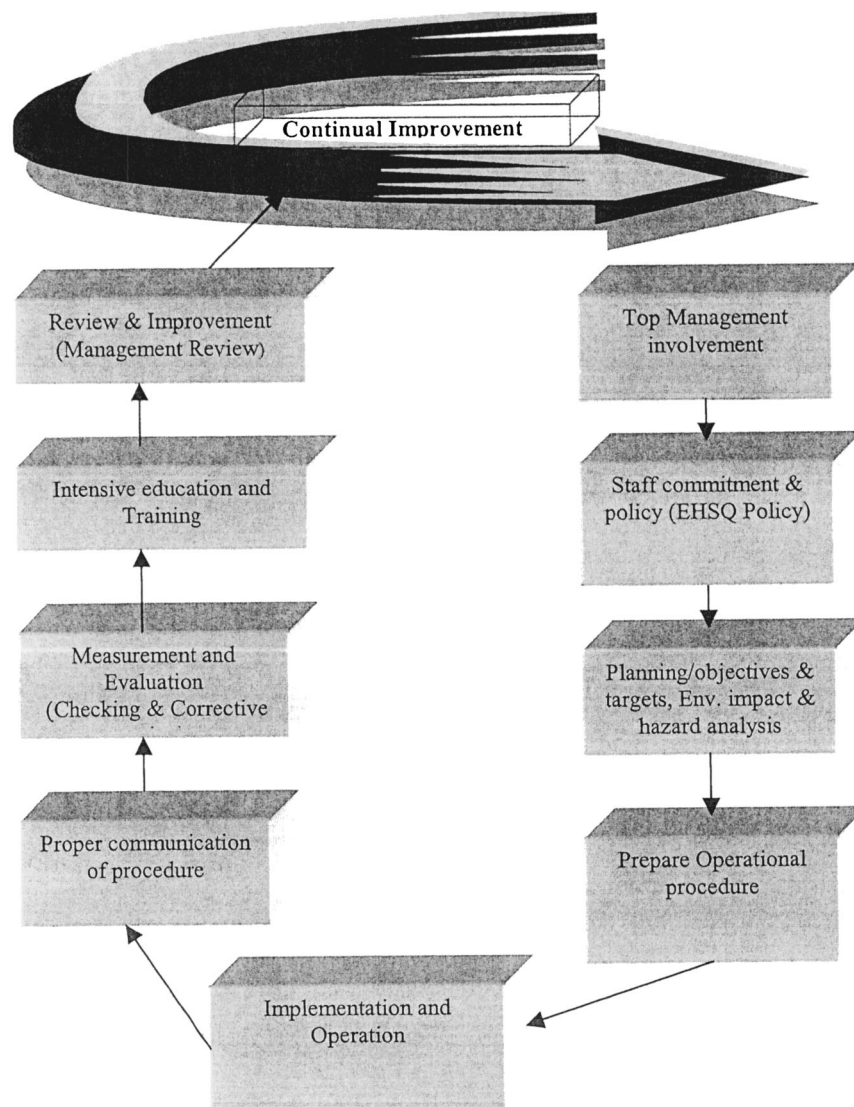 Continual Improvement
Review & Improvement
(Management Review)
Top Management
involvement
Intensive education and
Training
Staff commitment &
policy (EHSQ Policy)
Measurement and
Evaluation
(Checking & Corrective
Planning/objectives &
targets, Env. impact &
hazard analysis
Proper communication
of procedure
Prepare Operational
procedure
Implementation and
Operation